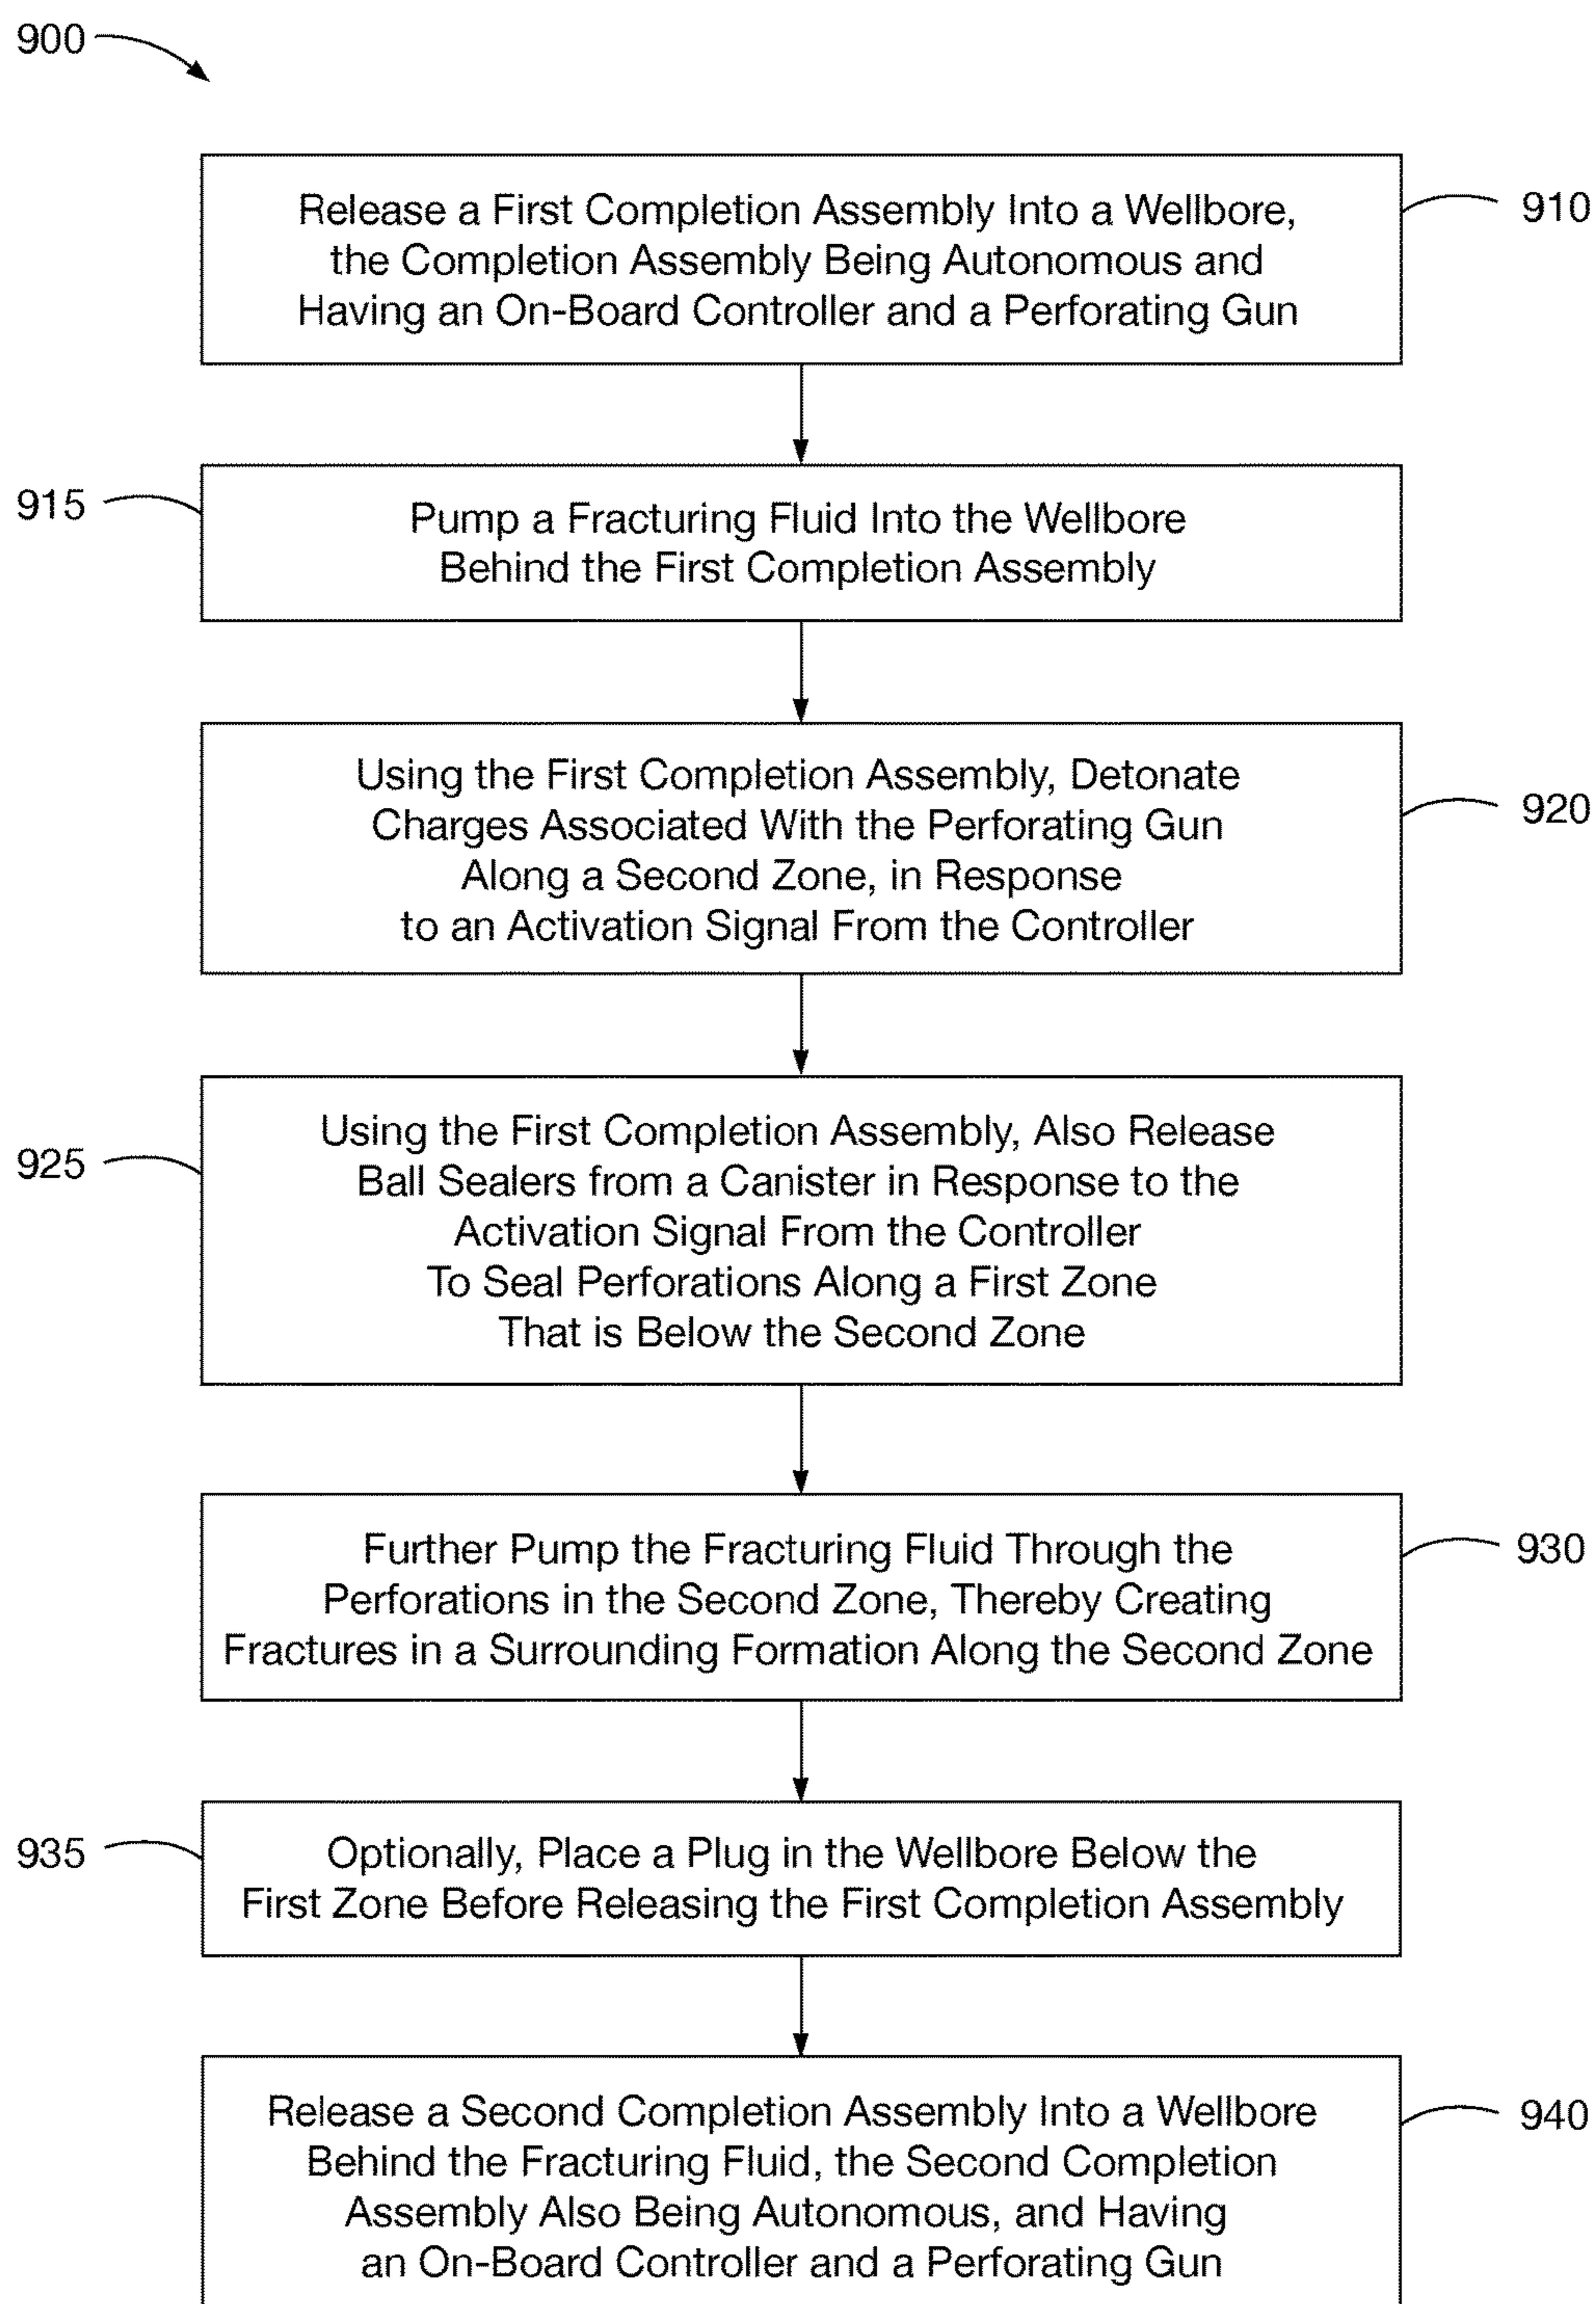 900
Release a First Completion Assembly Into a Wellbore,
the Completion Assembly Being Autonomous and
Having an On-Board Controller and a Perforating Gun
910
915
Pump a Fracturing Fluid Into the Wellbore
Behind the First Completion Assembly
Using the First Completion Assembly, Detonate
Charges Associated With the Perforating Gun
Along a Second Zone, in Response
to an Activation Signal From the Controller
920
925
Using the First Completion Assembly, Also Release
Ball Sealers from a Canister in Response to the
Activation Signal From the Controller
To Seal Perforations Along a First Zone
That is Below the Second Zone
Further Pump the Fracturing Fluid Through the
Perforations in the Second Zone, Thereby Creating
Fractures in a Surrounding Formation Along the Second Zone
930
935
Optionally, Place a Plug in the Wellbore Below the
First Zone Before Releasing the First Completion Assembly
Release a Second Completion Assembly Into a Wellbore
Behind the Fracturing Fluid, the Second Completion
Assembly Also Being Autonomous, and Having
an On-Board Controller and a Perforating Gun
940